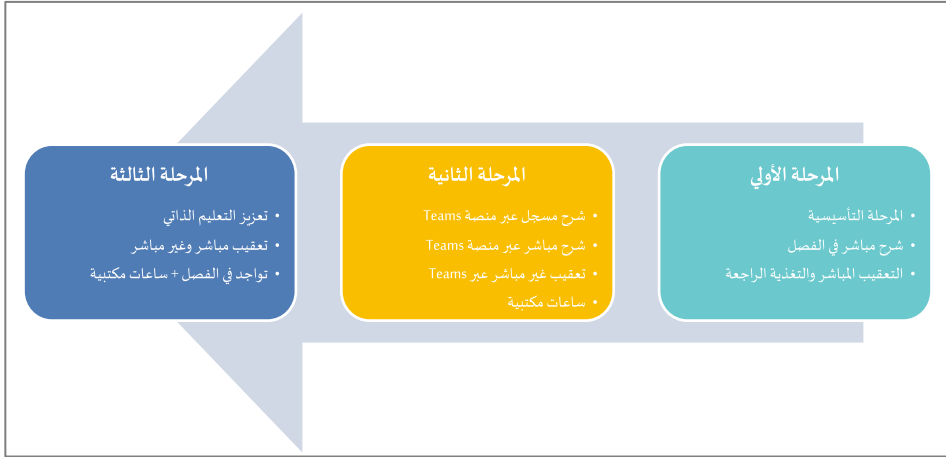 المرحلة الأولي
• المرحلة التأسيسية
• شرح مباشر في الفصل
• التعقيب المباشر والتغذية الراجعة
المرحلة الثانية
• شرح مسجل عبر منصة Teams
• شرح مباشر عبر منصة Teams
• تعقيب غير مباشر عبر Teams
• ساعات مكتبية
المرحلة الثالثة
• تعزيز التعليم الذاتي
• تعقيب مباشر وغير مباشر
• تواجد في الفصل + ساعات مكتبية